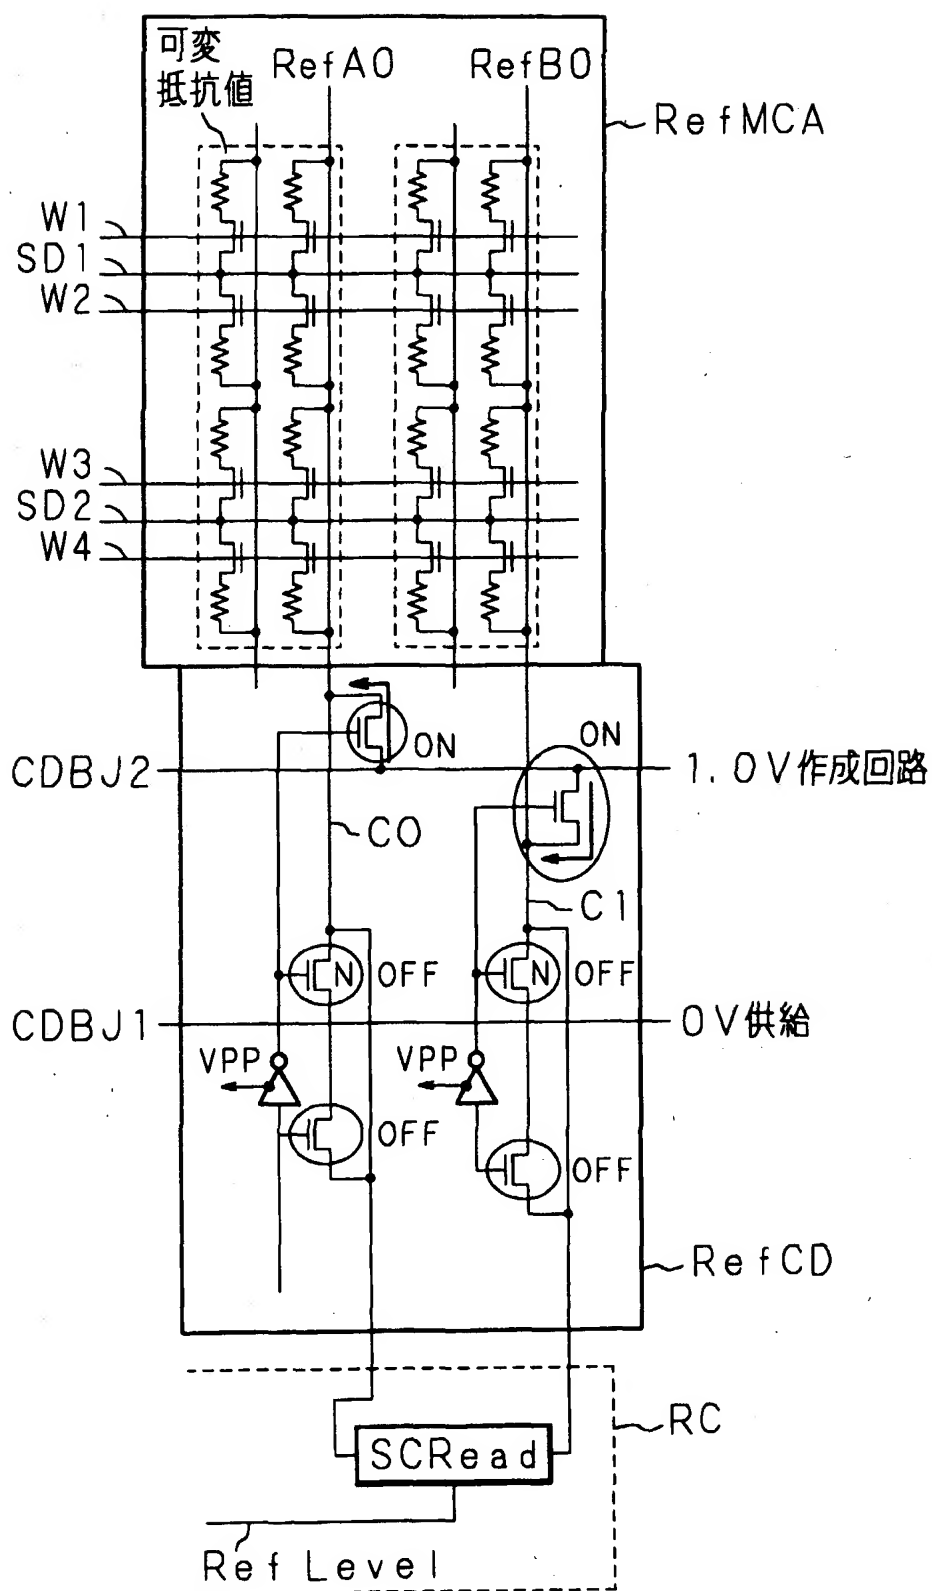 可変
抵抗値
RefA0
RefB0
RefMCA
W1
SD1
W2
W3
SD2
W4
ON
ON
CDBJ2
1.0V作成回路
C0
C1
N
OFF
N
OFF
CDBJ1
0V供給
VPP
VPP
OFF
OFF
RefCD
RC
SCRead
Ref Level